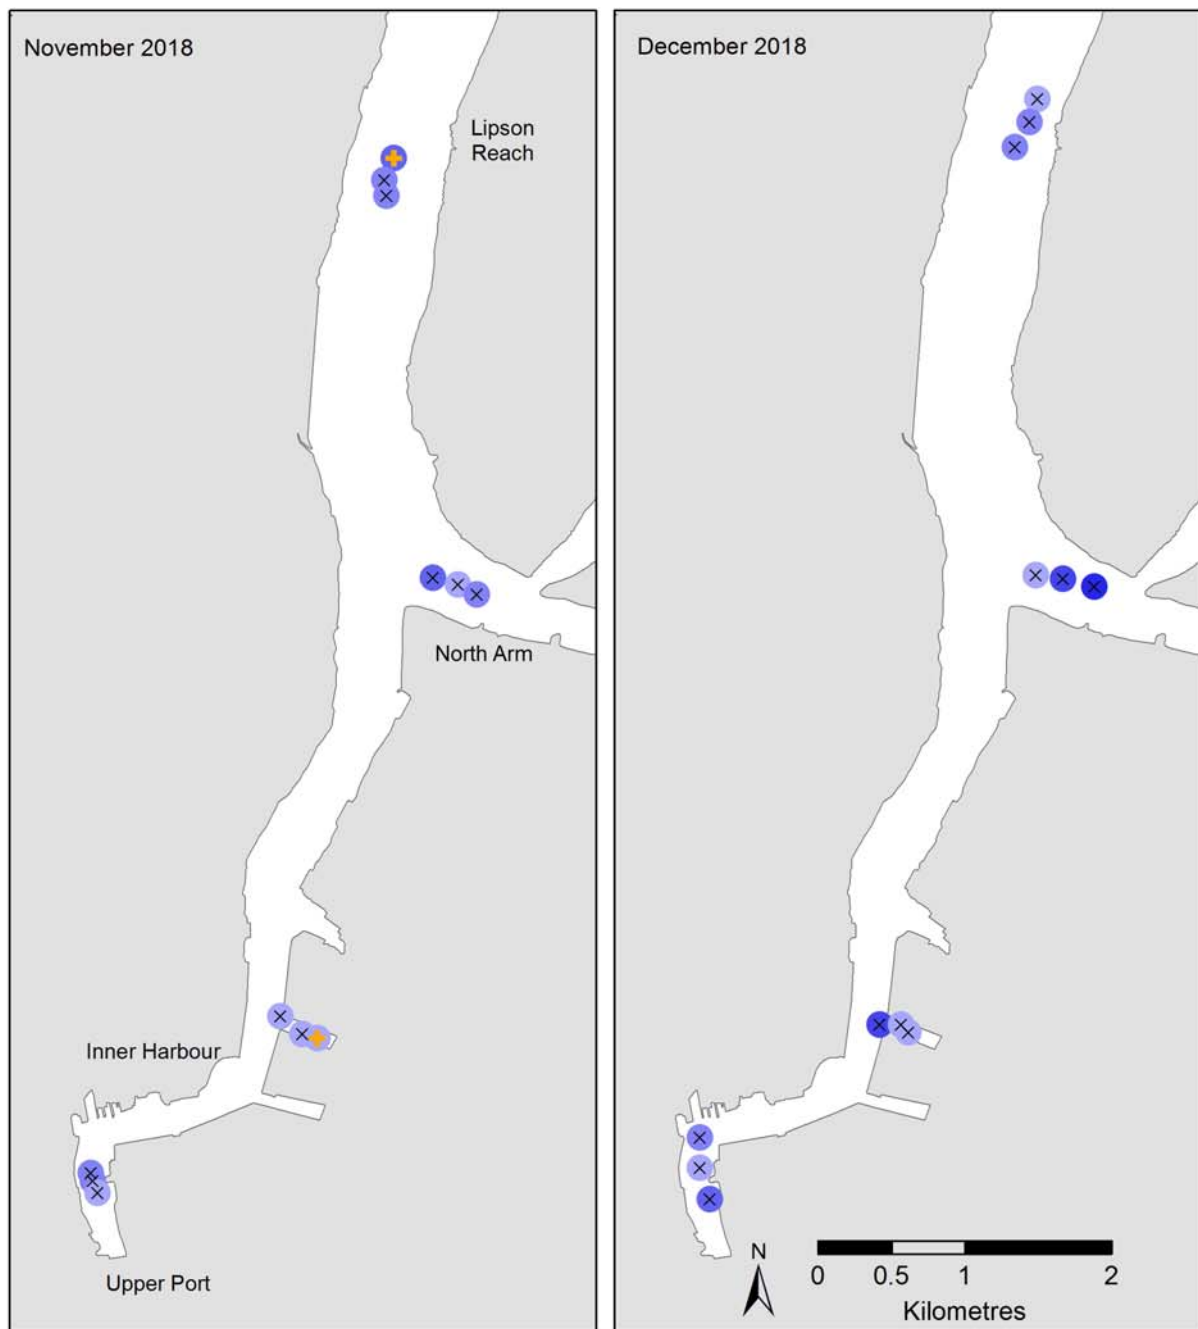 November 2018
December 2018
Lipson
Reach
North Arm
Inner Harbour
Upper Port
N
0 0.5 1 2
Kilometres